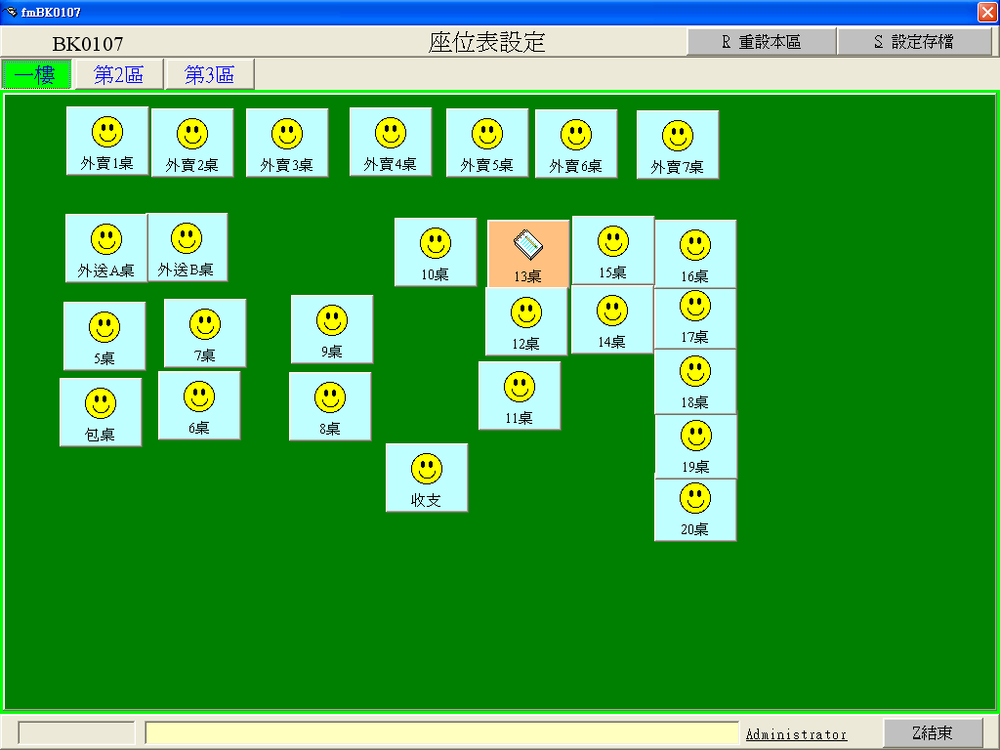 fmBK0107
BK0107
座位表設定
R 重設本區
S 設定存檔
一樓
第2區
第3區
外賣1桌
外賣2桌
外賣3桌
外賣4桌
外賣5桌
外賣6桌
外賣7桌
外送A桌
外送B桌
10桌
13桌
15桌
16桌
5桌
7桌
9桌
12桌
14桌
17桌
包桌
6桌
8桌
11桌
18桌
收支
19桌
20桌
Administrator
Z結束